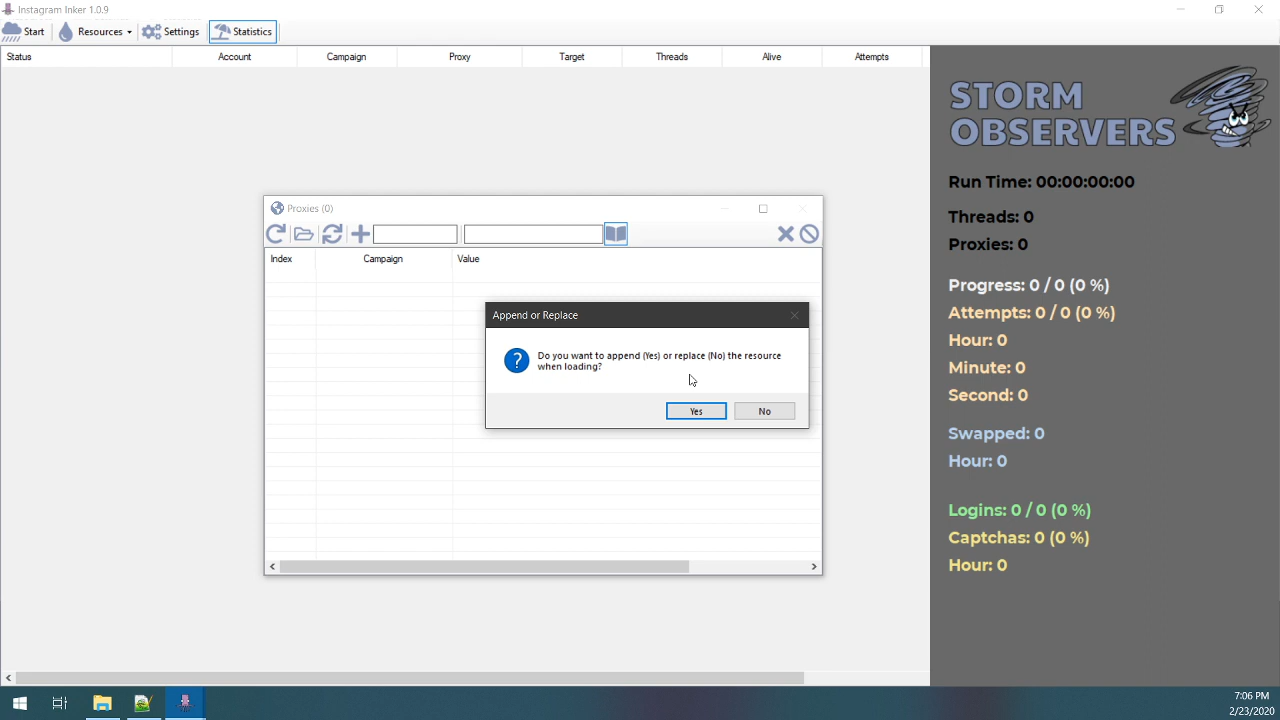 Instagram Inker 1.0.9
Start
Resources
Settings
Statistics
Status
Account
Campaign
Proxy
Target
Threads
Alive
Attempts
STORM
OBSERVERS
Run Time: 00:00:00:00
Threads: 0
Proxies: 0
Progress: 0 / 0 (0 %)
Attempts: 0 / 0 (0 %)
Hour: 0
Minute: 0
Second: 0
Swapped: 0
Hour: 0
Logins: 0 / 0 (0 %)
Captchas: 0 (0 %)
Hour: 0
Proxies (0)
Index
Campaign
Value
Append or Replace
?
Do you want to append (Yes) or replace (No) the resource
when loading?
Yes
No
7:06 PM
2/23/2020